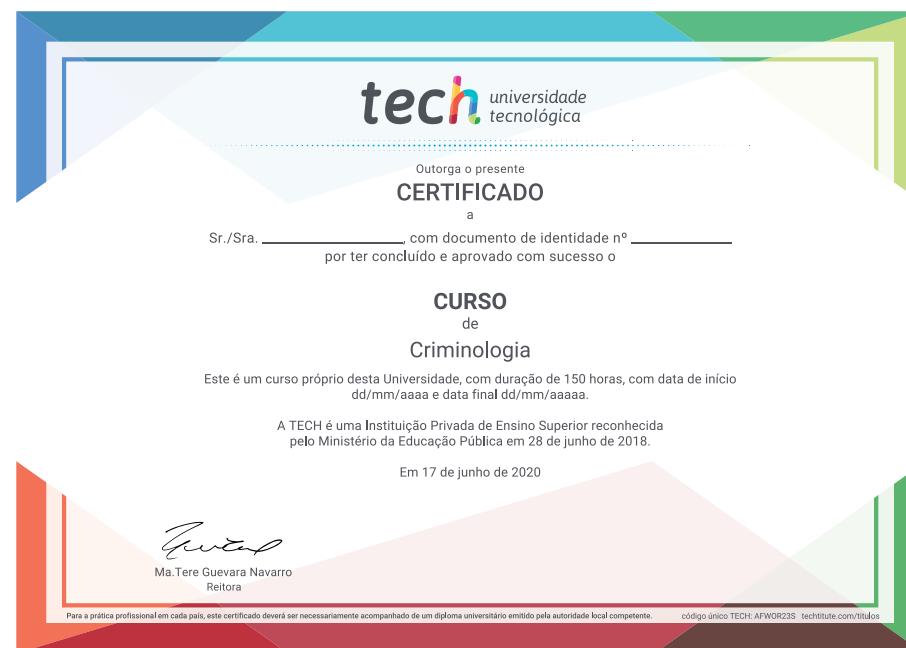 tech universidade
tecnológica
Outorga o presente
CERTIFICADO
a
Sr./Sra. ________________, com documento de identidade nº ____________
por ter concluído e aprovado com sucesso o
CURSO
de
Criminologia
Este é um curso próprio desta Universidade, com duração de 150 horas, com data de início
dd/mm/aaaa e data final dd/mm/aaaaa.
A TECH é uma Instituição Privada de Ensino Superior reconhecida
pelo Ministério da Educação Pública em 28 de junho de 2018.
Em 17 de junho de 2020
Ma.Tere Guevara Navarro
Reitora
Para a prática profissional em cada país, este certificado deverá ser necessariamente acompanhado de um diploma universitário emitido pela autoridade local competente. código único TECH: AFWOR23S techtitute.com/titulos